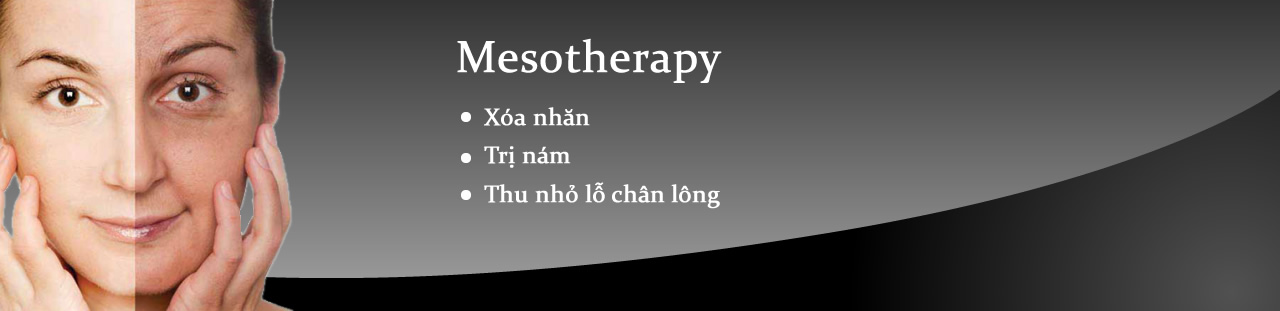 Mesotherapy
Xóa nhăn
Trị nám
Thu nhỏ lỗ chân lông